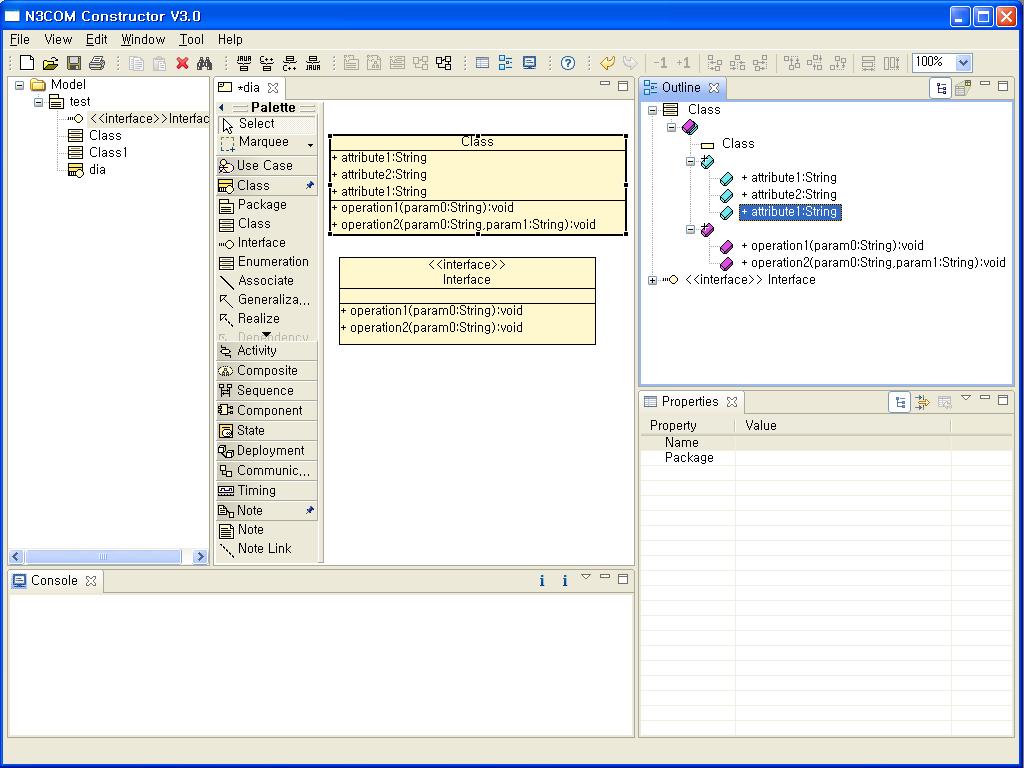 N3COM Constructor V3.0
File View Edit Window Tool Help
100%
Model
test
<<interface>>Interfac
Class
Class1
dia
*dia
Palette
Select
Marquee
Use Case
Class
Package
Class
Interface
Enumeration
Associate
Generaliza...
Realize
Dependency
Activity
Composite
Sequence
Component
State
Deployment
Communic...
Timing
Note
Note
Note Link
Class
+ attribute1:String
+ attribute2:String
+ attribute1:String
+ operation1(param0:String):void
+ operation2(param0:String,param1:String):void
<<interface>>
Interface
+ operation1(param0:String):void
+ operation2(param0:String):void
Outline
Class
Class
+ attribute1:String
+ attribute2:String
+ attribute1:String
+ operation1(param0:String):void
+ operation2(param0:String,param1:String):void
<<interface>> Interface
Properties
Property Value
Name
Package
Console